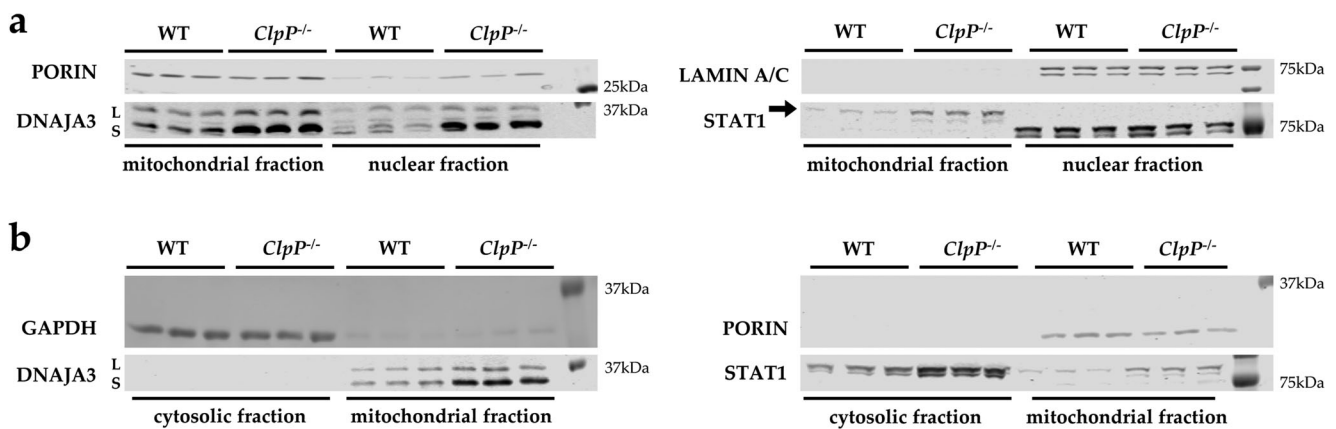 a
WT ClpP-/- WT ClpP-/-
PORIN
25kDa
DNAJA3 L S
37kDa
mitochondrial fraction nuclear fraction
WT ClpP-/- WT ClpP-/-
LAMIN A/C
75kDa
STAT1
75kDa
mitochondrial fraction nuclear fraction
b
WT ClpP-/- WT ClpP-/-
37kDa
GAPDH
DNAJA3 L S
37kDa
cytosolic fraction mitochondrial fraction
WT ClpP-/- WT ClpP-/-
37kDa
PORIN
STAT1
75kDa
cytosolic fraction mitochondrial fraction